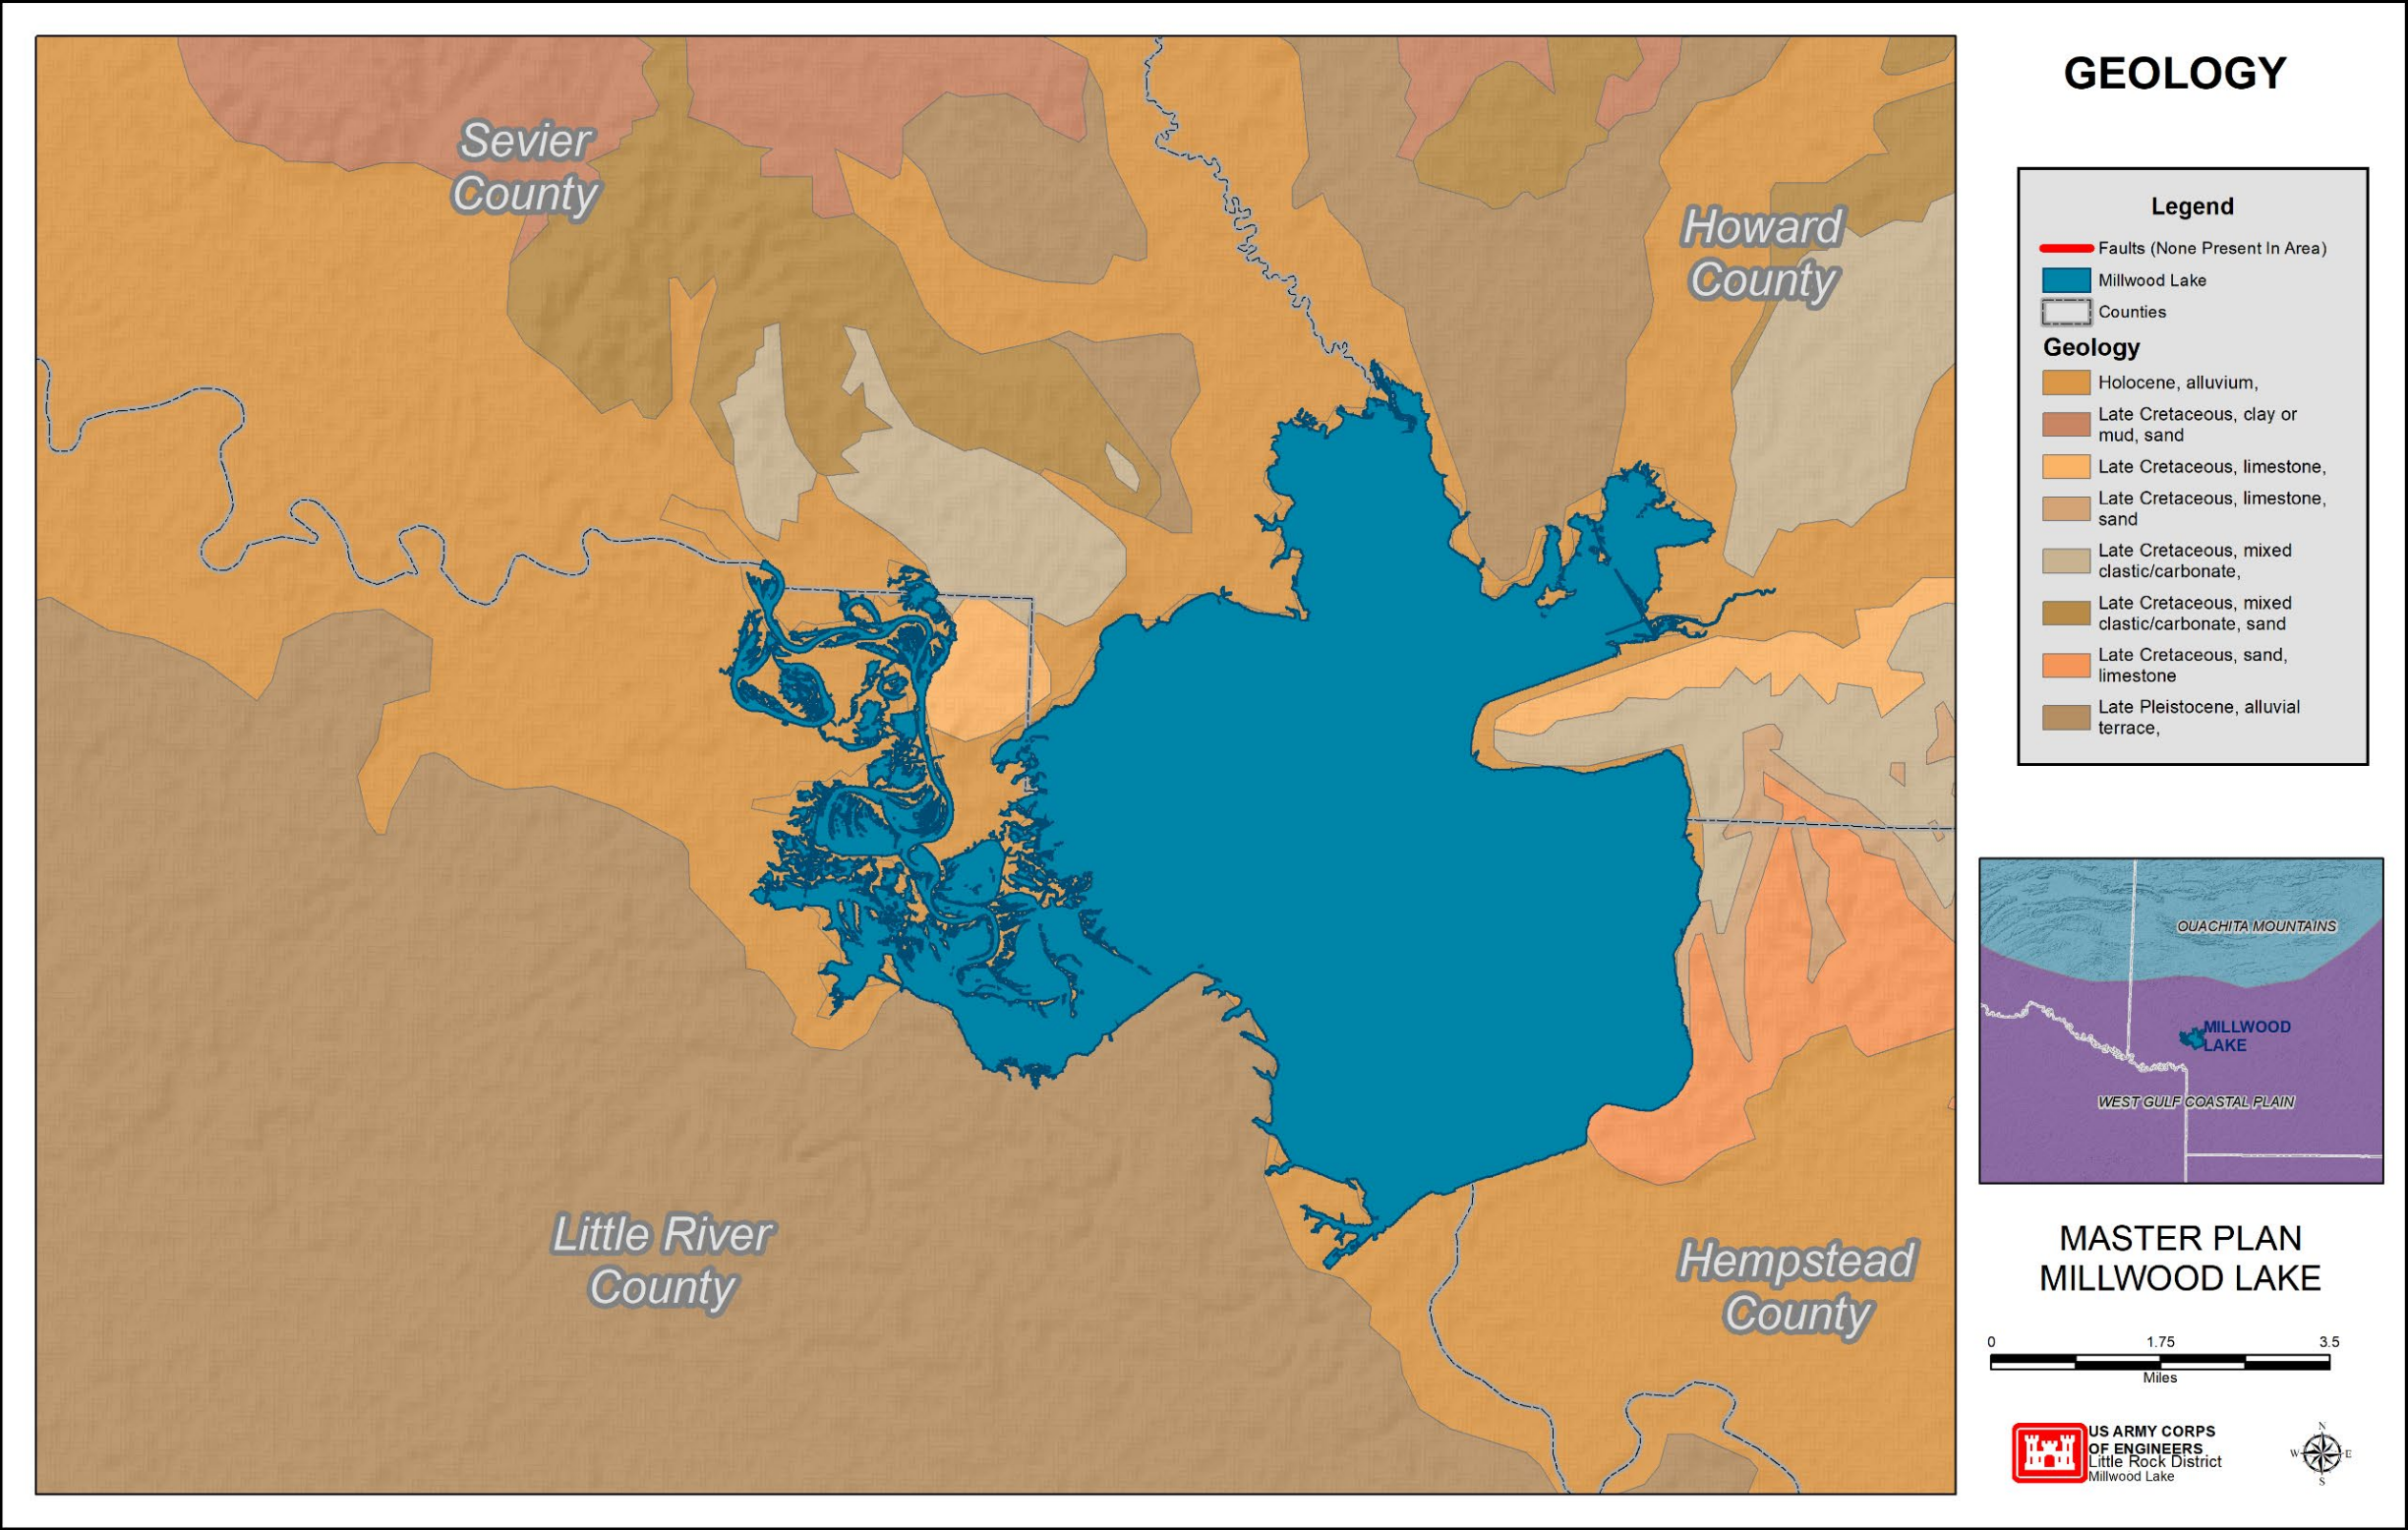 GEOLOGY
Sevier
County
Howard
County
Little River
County
Hempstead
County
Legend
Faults (None Present In Area)
Millwood Lake
Counties
Geology
Holocene, alluvium,
Late Cretaceous, clay or
mud, sand
Late Cretaceous, limestone,
Late Cretaceous, limestone,
sand
Late Cretaceous, mixed
clastic/carbonate,
Late Cretaceous, mixed
clastic/carbonate, sand
Late Cretaceous, sand,
limestone
Late Pleistocene, alluvial
terrace,
OUACHITA MOUNTAINS
MILLWOOD
LAKE
WEST GULF COASTAL PLAIN
MASTER PLAN
MILLWOOD LAKE
0 1.75 3.5
Miles
US ARMY CORPS
OF ENGINEERS
Little Rock District
Millwood Lake
N
W E
S